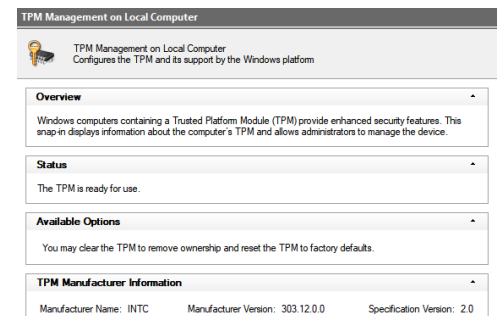 TPM Management on Local Computer
TPM Management on Local Computer
Configures the TPM and its support by the Windows platform
Overview
Windows computers containing a Trusted Platform Module (TPM) provide enhanced security features. This
snap-in displays information about the computer's TPM and allows administrators to manage the device.
Status
The TPM is ready for use.
Available Options
You may clear the TPM to remove ownership and reset the TPM to factory defaults.
TPM Manufacturer Information
Manufacturer Name: INTC Manufacturer Version: 303.12.0.0 Specification Version: 2.0